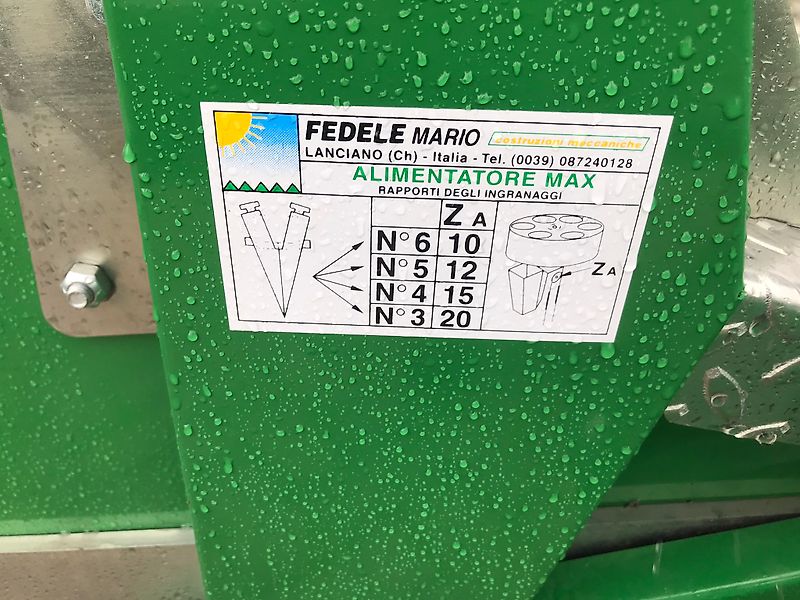 FEDELE MARIO costruzioni meccaniche
LANCIANO (Ch) - Italia - Tel. (0039) 087240128
ALIMENTATORE MAX
RAPPORTI DEGLI INGRANAGGI
Z A
N° 6 10
N° 5 12
N° 4 15
N° 3 20
Z A